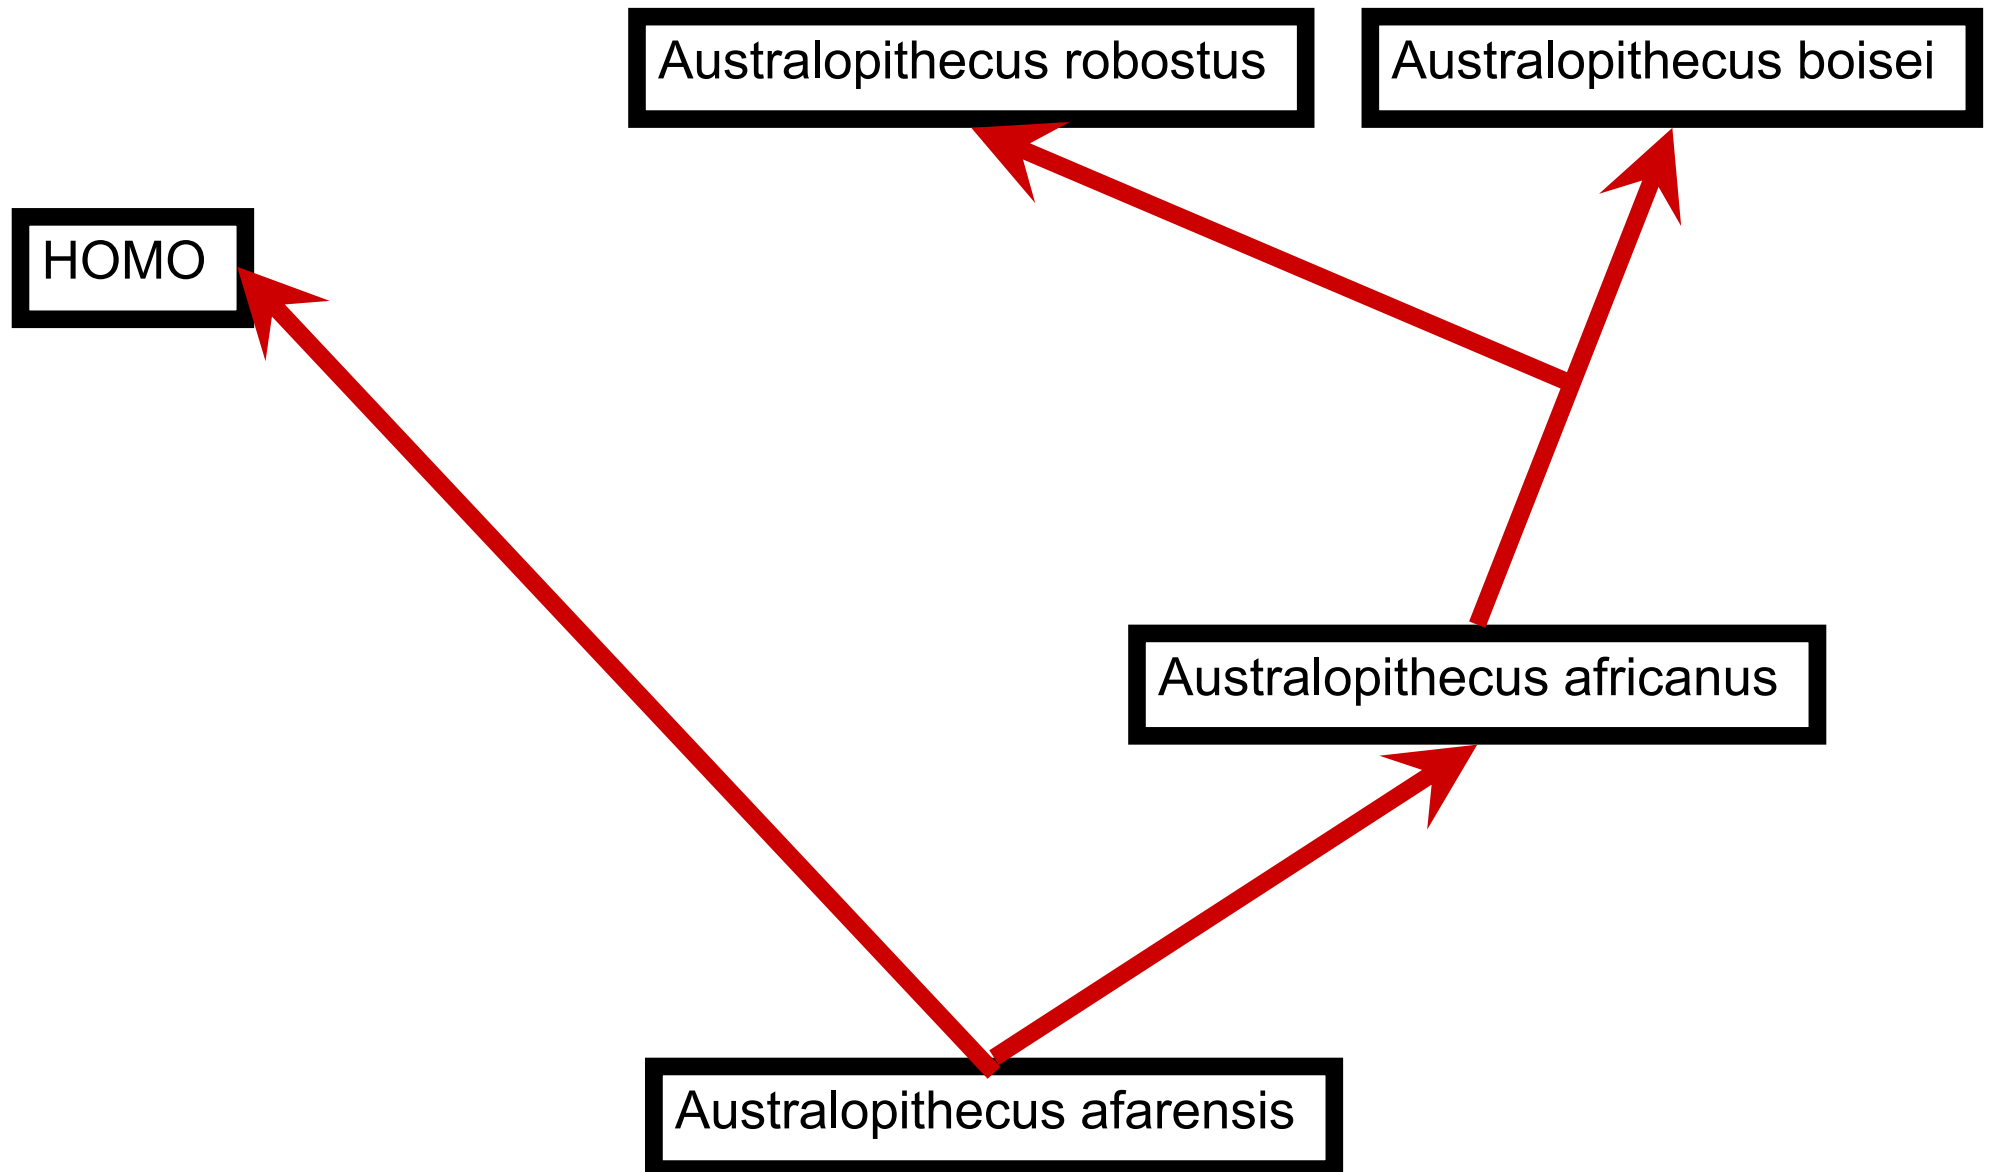 Australopithecus robostus
Australopithecus boisei
HOMO
Australopithecus africanus
Australopithecus afarensis